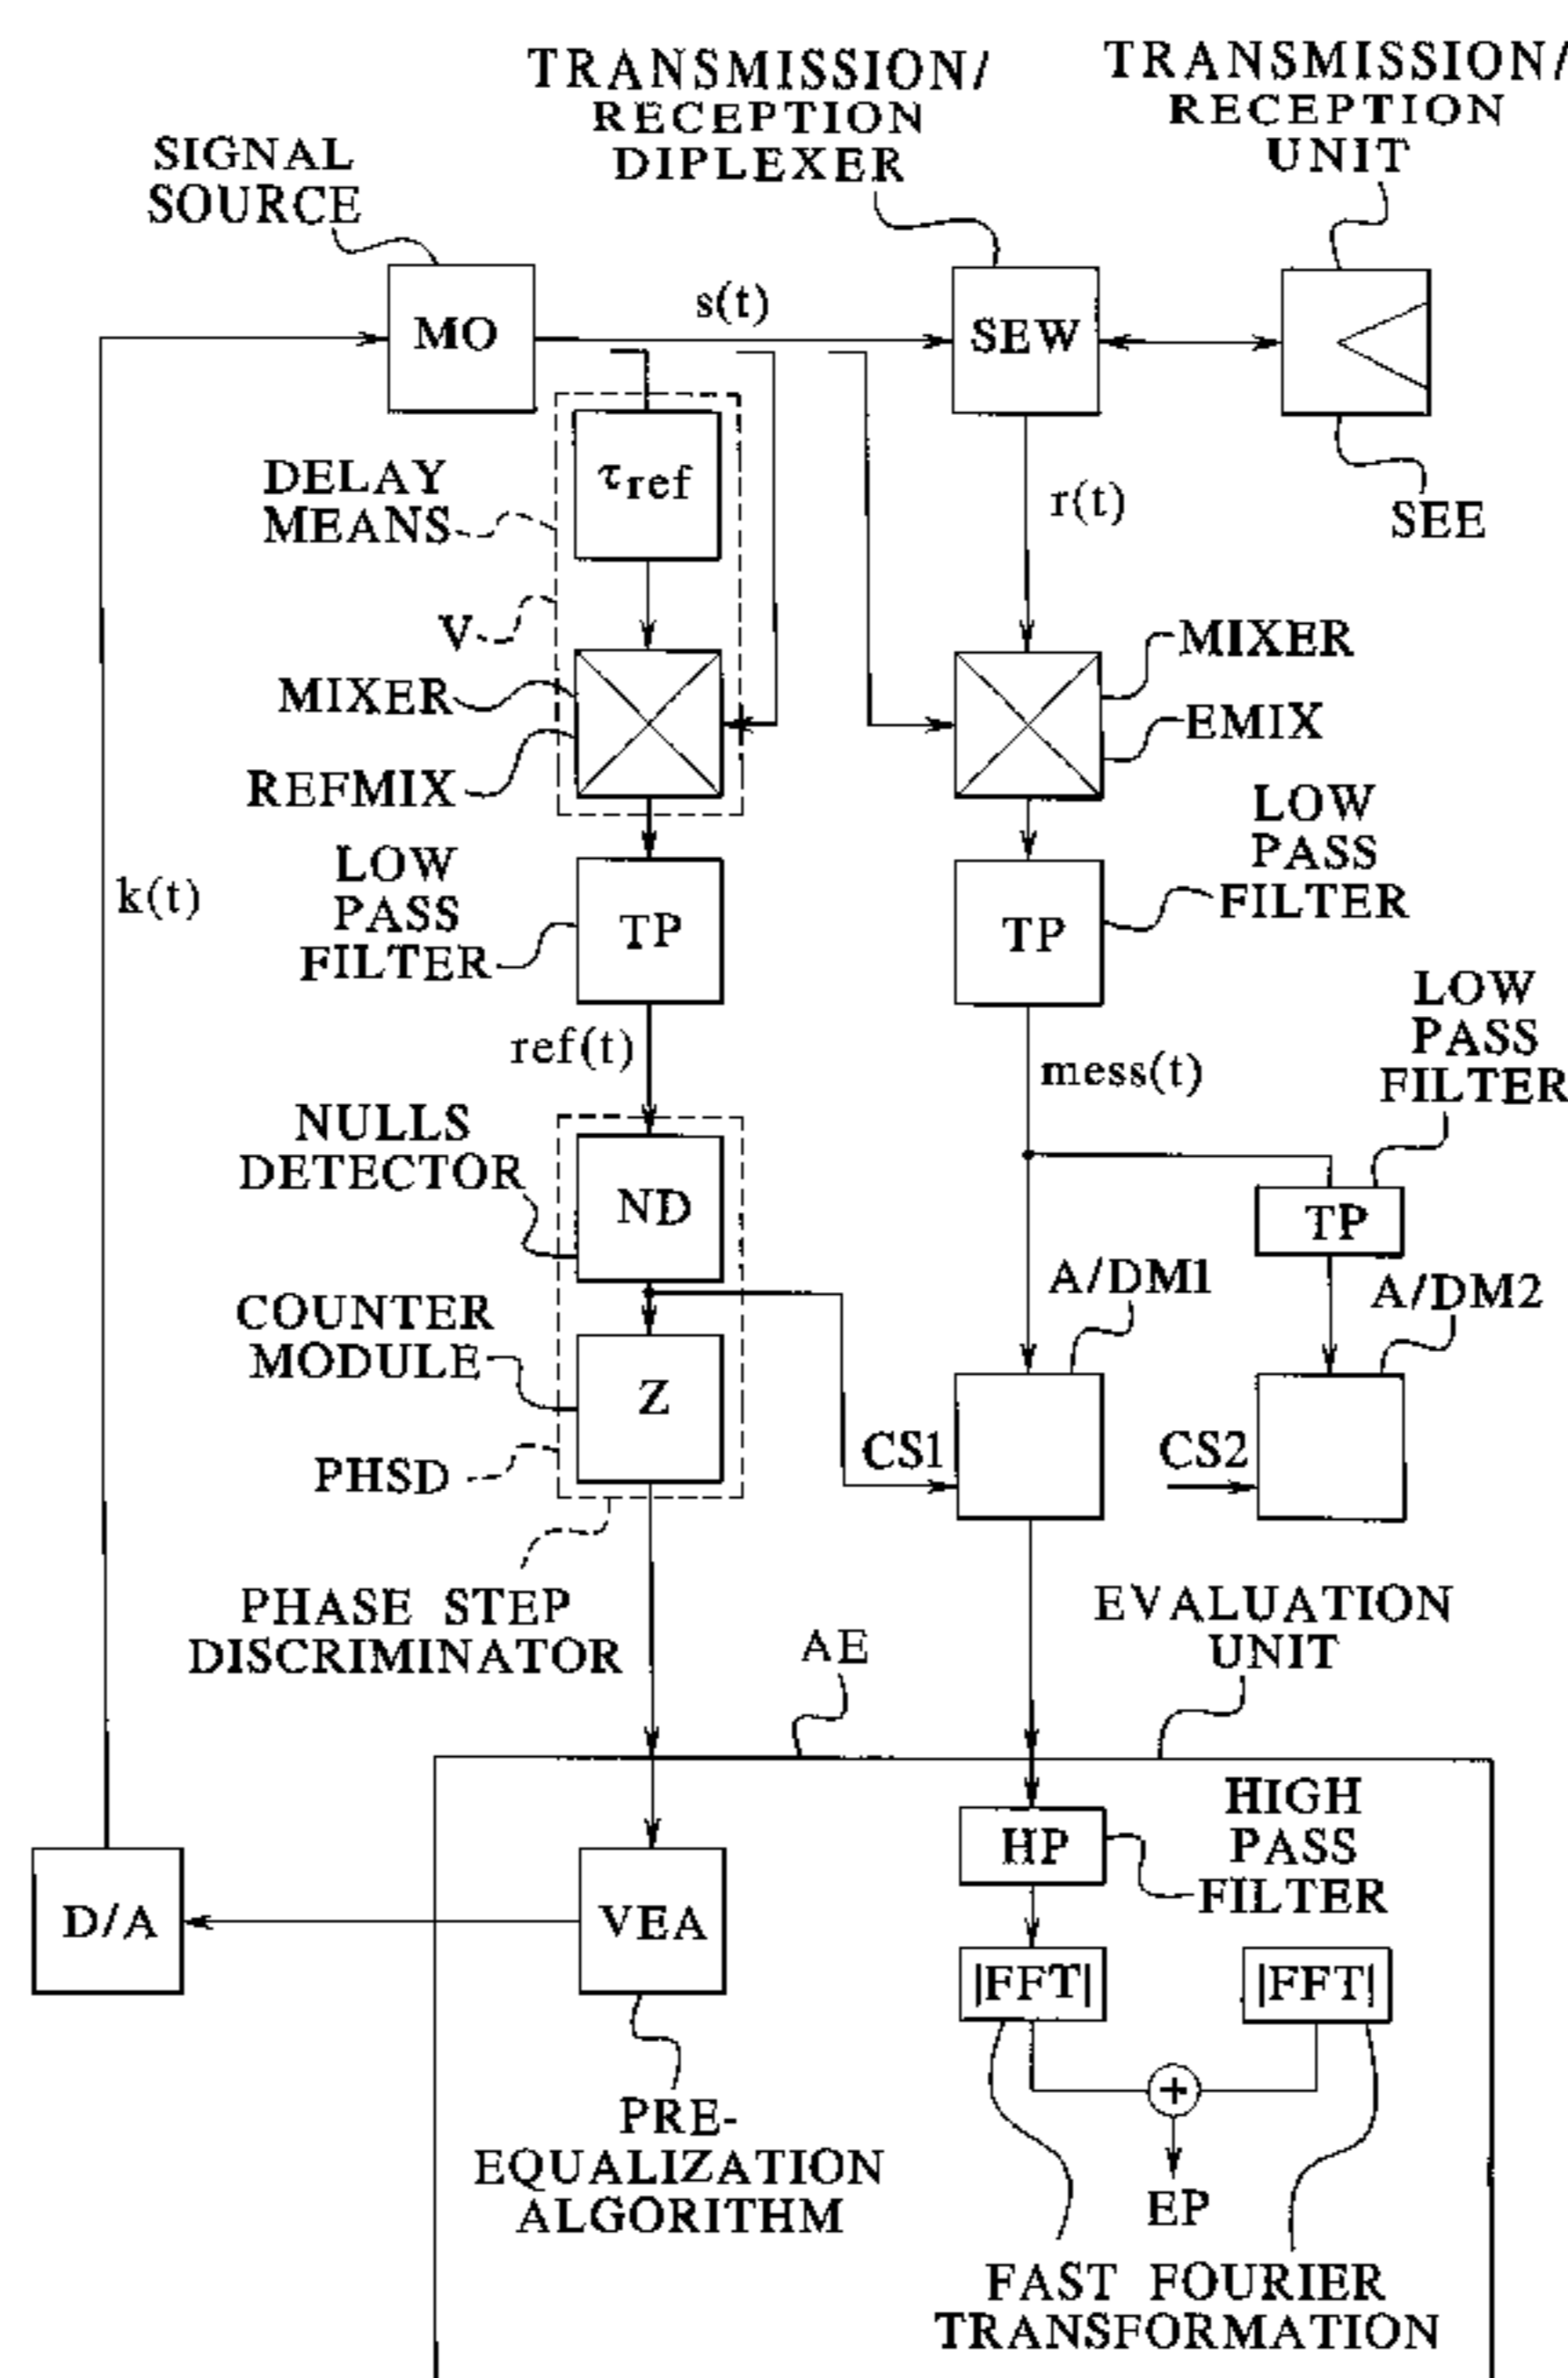 TRANSMISSION/
RECEPTION
DIPLEXER
TRANSMISSION/
RECEPTION
UNIT
SIGNAL
SOURCE
MO
s(t)
SEW
SEE
DELAY
MEANS
τref
r(t)
V
MIXER
REFMIX
MIXER
EMIX
k(t)
LOW
PASS
FILTER
TP
LOW
PASS
FILTER
TP
ref(t)
mess(t)
LOW
PASS
FILTER
TP
NULLS
DETECTOR
ND
COUNTER
MODULE
Z
PHSD
A/DM1
A/DM2
CS1
CS2
PHASE STEP
DISCRIMINATOR
AE
EVALUATION
UNIT
D/A
VEA
HP
HIGH
PASS
FILTER
|FFT|
|FFT|
+
EP
PRE-
EQUALIZATION
ALGORITHM
FAST FOURIER
TRANSFORMATION